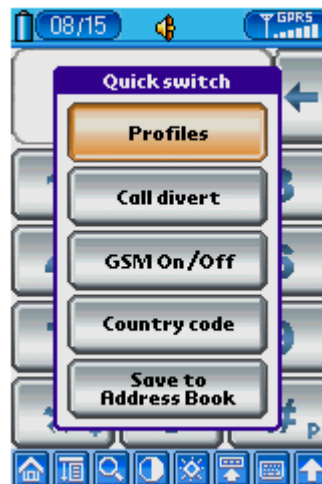 08/15
GPRS
Quick switch
Profiles
Call divert
GSM On/Off
Country code
Save to
Address Book
# p